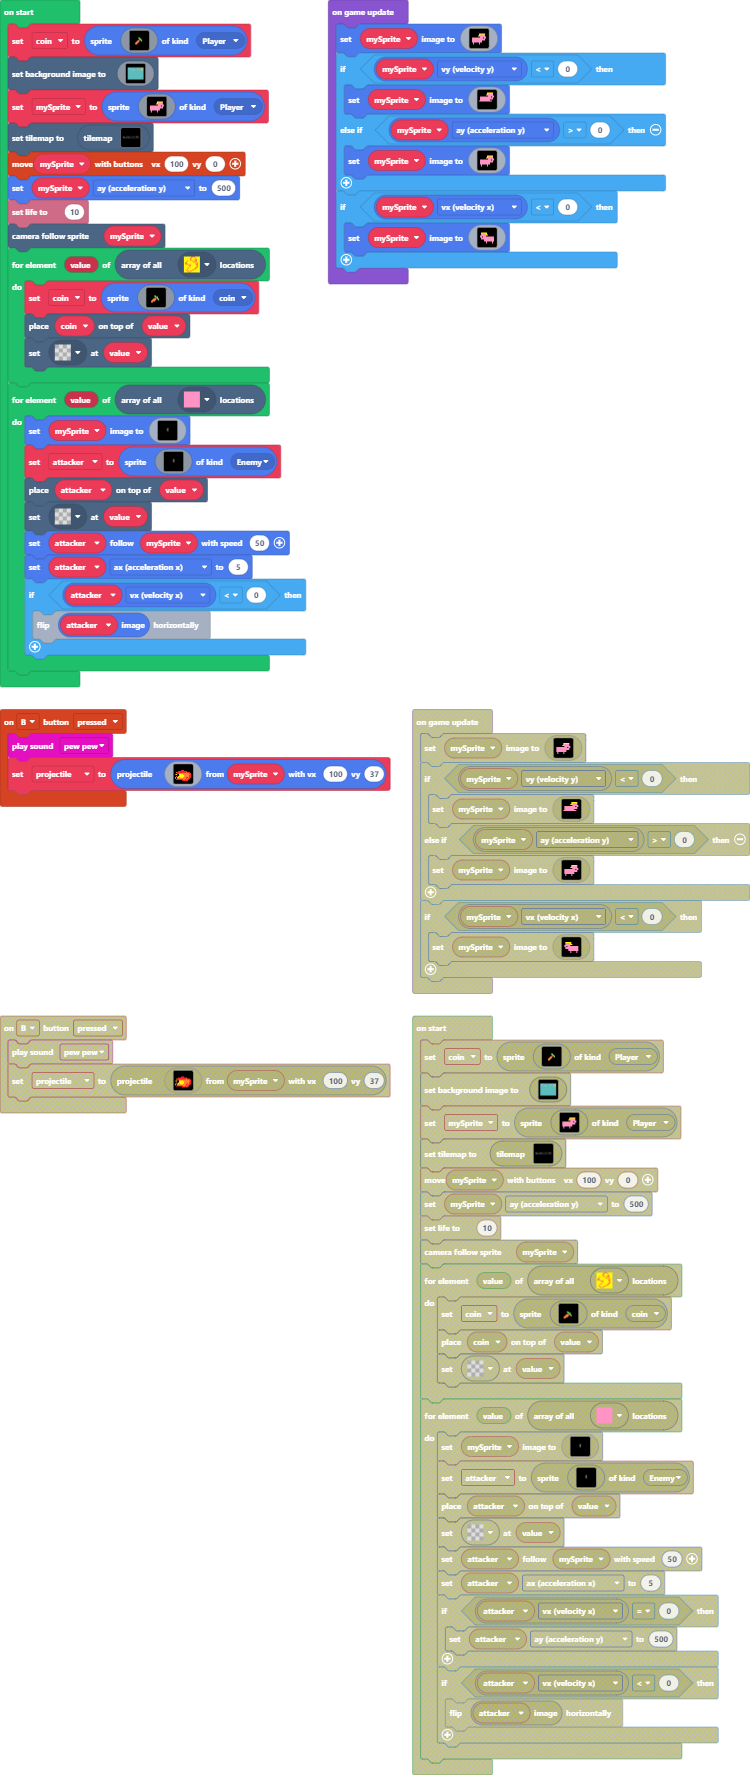 on start
set coin to sprite of kind Player
set background image to
set mySprite to sprite of kind Player
set tilemap to tilemap
move mySprite with buttons vx 100 vy 0
set mySprite ay (acceleration y) to 500
set life to 10
camera follow sprite mySprite
for element value of array of all locations
do
set coin to sprite of kind coin
place coin on top of value
set at value
for element value of array of all locations
do
set mySprite image to
set attacker to sprite of kind Enemy
place attacker on top of value
set at value
set attacker follow mySprite with speed 50
set attacker ax (acceleration x) to 5
if attacker vx (velocity x) < 0 then
flip attacker image horizontally
on game update
set mySprite image to
if mySprite vy (velocity y) < 0 then
set mySprite image to
else if mySprite ay (acceleration y) > 0 then
set mySprite image to
if mySprite vx (velocity x) < 0 then
set mySprite image to
on B button pressed
play sound pew pew
set projectile to projectile from mySprite with vx 100 vy 37
on game update
set mySprite image to
if mySprite vy (velocity y) < 0 then
set mySprite image to
else if mySprite ay (acceleration y) > 0 then
set mySprite image to
if mySprite vx (velocity x) < 0 then
set mySprite image to
on B button pressed
play sound pew pew
set projectile to projectile from mySprite with vx 100 vy 37
on start
set coin to sprite of kind Player
set background image to
set mySprite to sprite of kind Player
set tilemap to tilemap
move mySprite with buttons vx 100 vy 0
set mySprite ay (acceleration y) to 500
set life to 10
camera follow sprite mySprite
for element value of array of all locations
do
set coin to sprite of kind coin
place coin on top of value
set at value
for element value of array of all locations
do
set mySprite image to
set attacker to sprite of kind Enemy
place attacker on top of value
set at value
set attacker follow mySprite with speed 50
set attacker ax (acceleration x) to 5
if attacker vx (velocity x) = 0 then
set attacker ay (acceleration y) to 500
if attacker vx (velocity x) < 0 then
flip attacker image horizontally